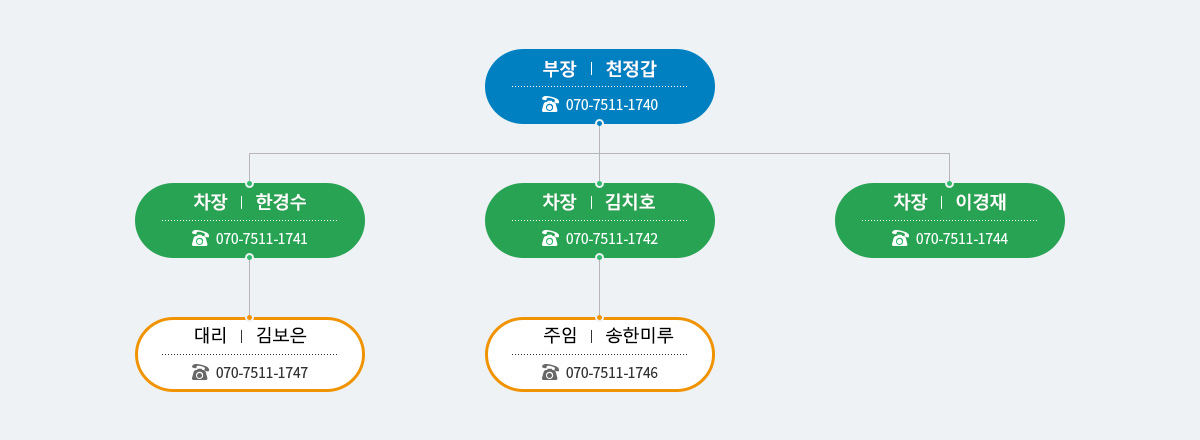 부장 | 천정갑
070-7511-1740
차장 | 한경수
070-7511-1741
차장 | 김치호
070-7511-1742
차장 | 이경재
070-7511-1744
대리 | 김보은
070-7511-1747
주임 | 송한미루
070-7511-1746